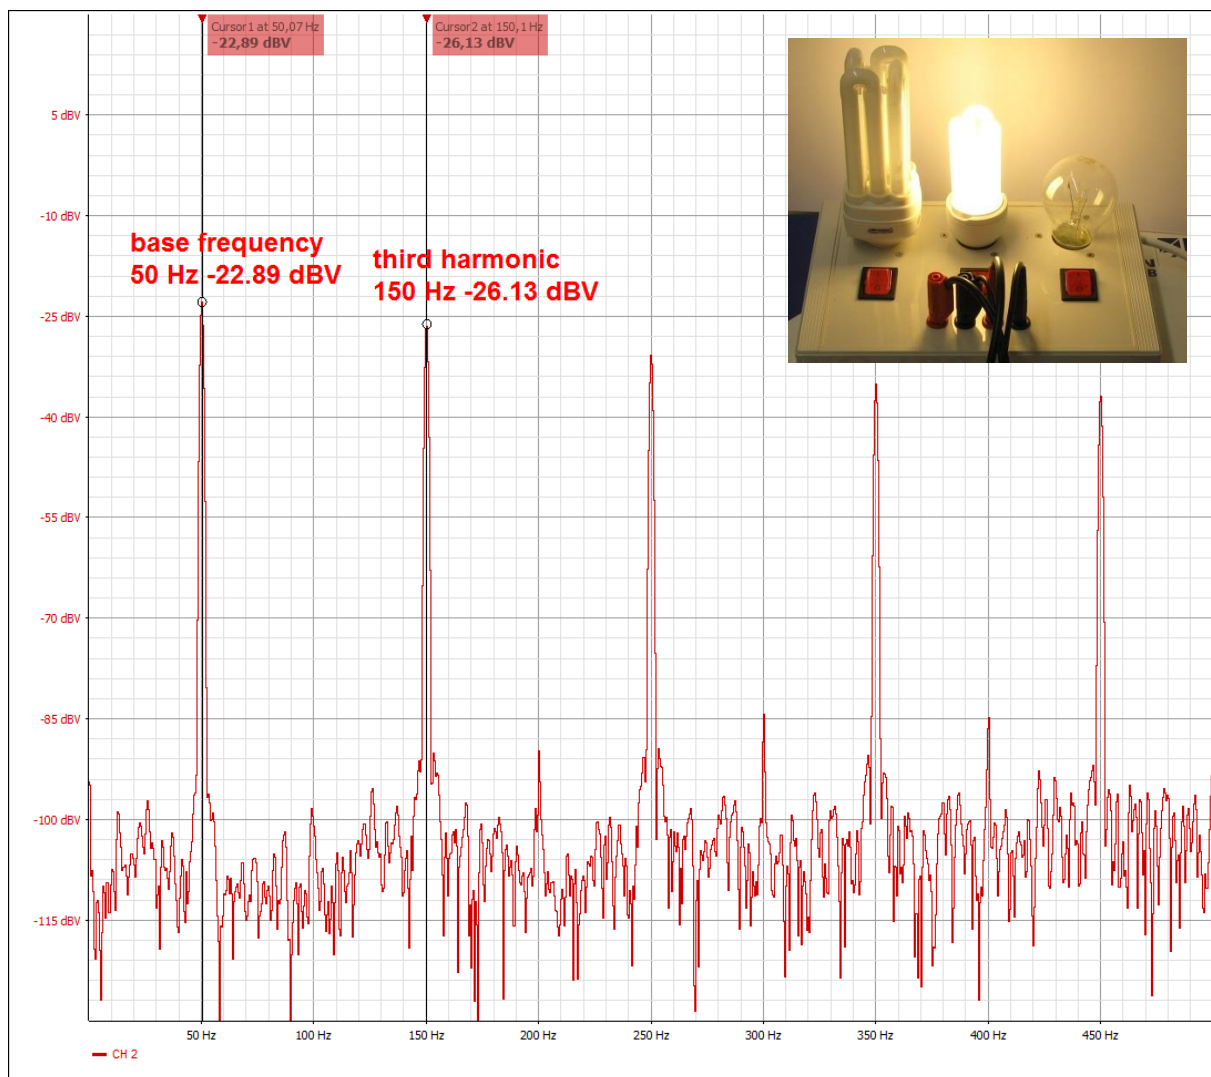 Cursor1 at 50,07 Hz
-22,89 dBV
Cursor2 at 150,1 Hz
-26,13 dBV
5 dBV
-10 dBV
base frequency
50 Hz -22.89 dBV
third harmonic
150 Hz -26.13 dBV
-25 dBV
-40 dBV
-55 dBV
-70 dBV
-85 dBV
-100 dBV
-115 dBV
50 Hz
100 Hz
150 Hz
200 Hz
250 Hz
300 Hz
350 Hz
400 Hz
450 Hz
CH 2